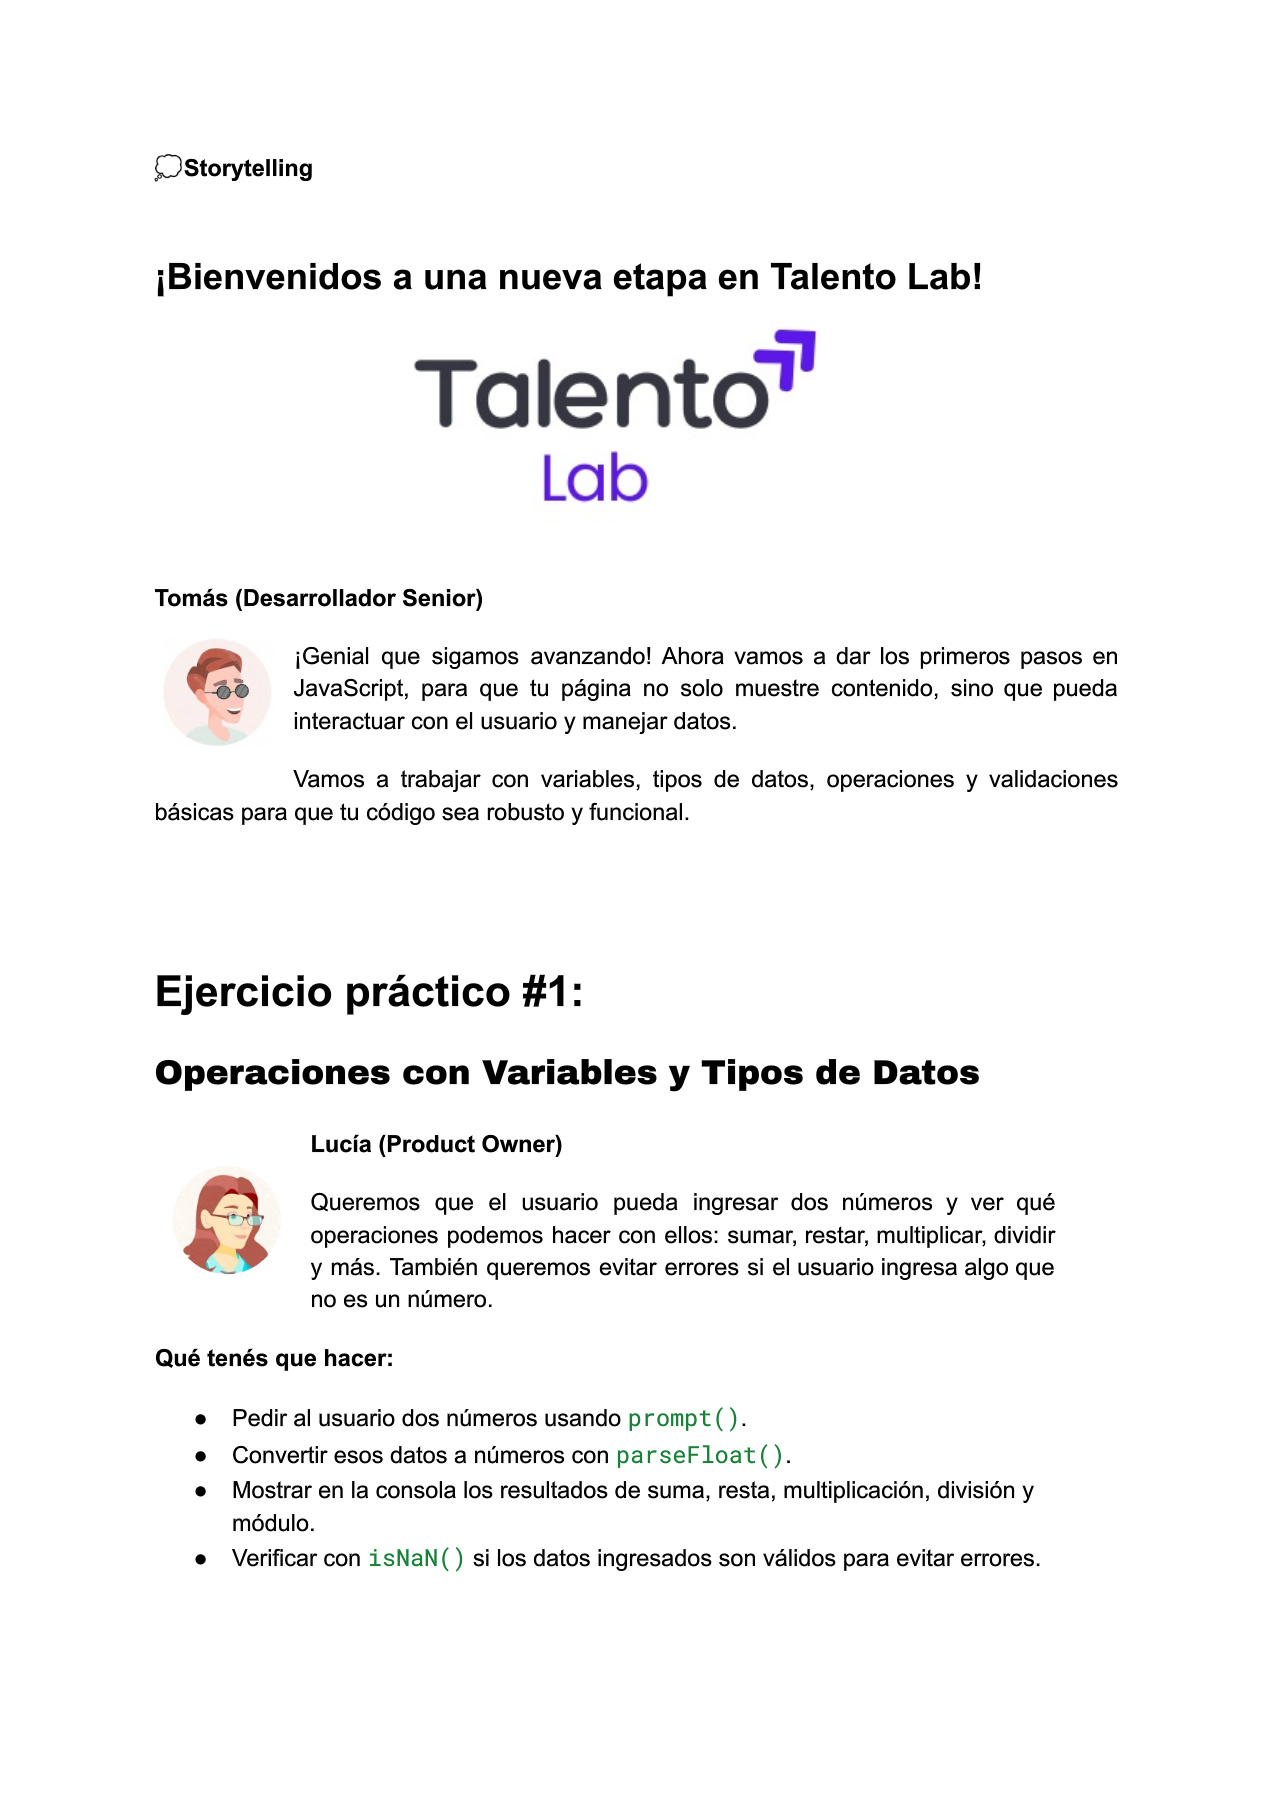 💭Storytelling
¡Bienvenidos a una nueva etapa en Talento Lab!
Talento
Lab
Tomás (Desarrollador Senior)
¡Genial que sigamos avanzando! Ahora vamos a dar los primeros pasos en
JavaScript, para que tu página no solo muestre contenido, sino que pueda
interactuar con el usuario y manejar datos.
Vamos a trabajar con variables, tipos de datos, operaciones y validaciones
básicas para que tu código sea robusto y funcional.
Ejercicio práctico #1:
Operaciones con Variables y Tipos de Datos
Lucía (Product Owner)
Queremos que el usuario pueda ingresar dos números y ver qué
operaciones podemos hacer con ellos: sumar, restar, multiplicar, dividir
y más. También queremos evitar errores si el usuario ingresa algo que
no es un número.
Qué tenés que hacer:
● Pedir al usuario dos números usando prompt().
● Convertir esos datos a números con parseFloat().
● Mostrar en la consola los resultados de suma, resta, multiplicación, división y
módulo.
● Verificar con isNaN() si los datos ingresados son válidos para evitar errores.